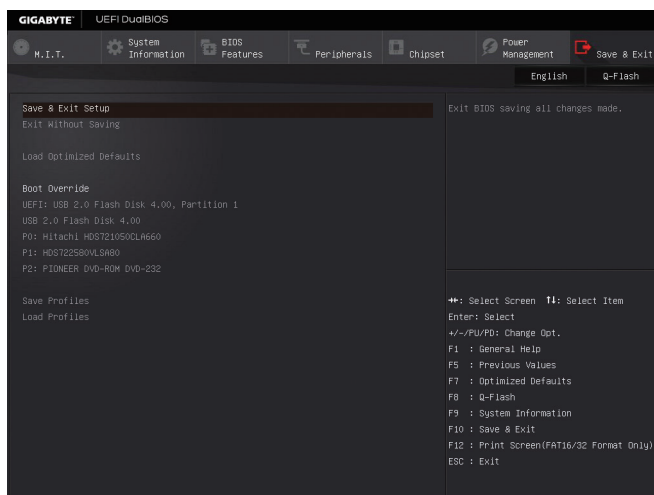 GIGABYTE™ UEFI DualBIOS
M.I.T.
System Information
BIOS Features
Peripherals
Chipset
Power Management
Save & Exit
English
Q-Flash
Save & Exit Setup
Exit Without Saving
Load Optimized Defaults
Boot Override
UEFI: USB 2.0 Flash Disk 4.00, Partition 1
USB 2.0 Flash Disk 4.00
P0: Hitachi HDS721050CLA660
P1: HDS722580VLSA80
P2: PIONEER DVD-ROM DVD-232
Save Profiles
Load Profiles
Exit BIOS saving all changes made.
→←: Select Screen ↑↓: Select Item
Enter: Select
+/-/PU/PD: Change Opt.
F1 : General Help
F5 : Previous Values
F7 : Optimized Defaults
F8 : Q-Flash
F9 : System Information
F10 : Save & Exit
F12 : Print Screen(FAT16/32 Format Only)
ESC : Exit